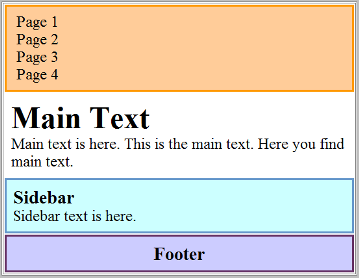 Page 1
Page 2
Page 3
Page 4
Main Text
Main text is here. This is the main text. Here you find
main text.
Sidebar
Sidebar text is here.
Footer